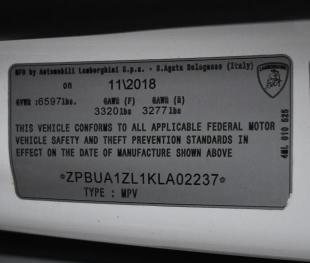 MFD by Automobili Lamborghini S.p.a. - S.Agata Bolognese (Italy)
on 11\2018
GVWR :6597lbs. GAWR (F) GAWR (R)
3320lbs 3277lbs
THIS VEHICLE CONFORMS TO ALL APPLICABLE FEDERAL MOTOR
VEHICLE SAFETY AND THEFT PREVENTION STANDARDS IN
EFFECT ON THE DATE OF MANUFACTURE SHOWN ABOVE
*ZPBUA1ZL1KLA02237*
TYPE : MPV
4ML 010 525